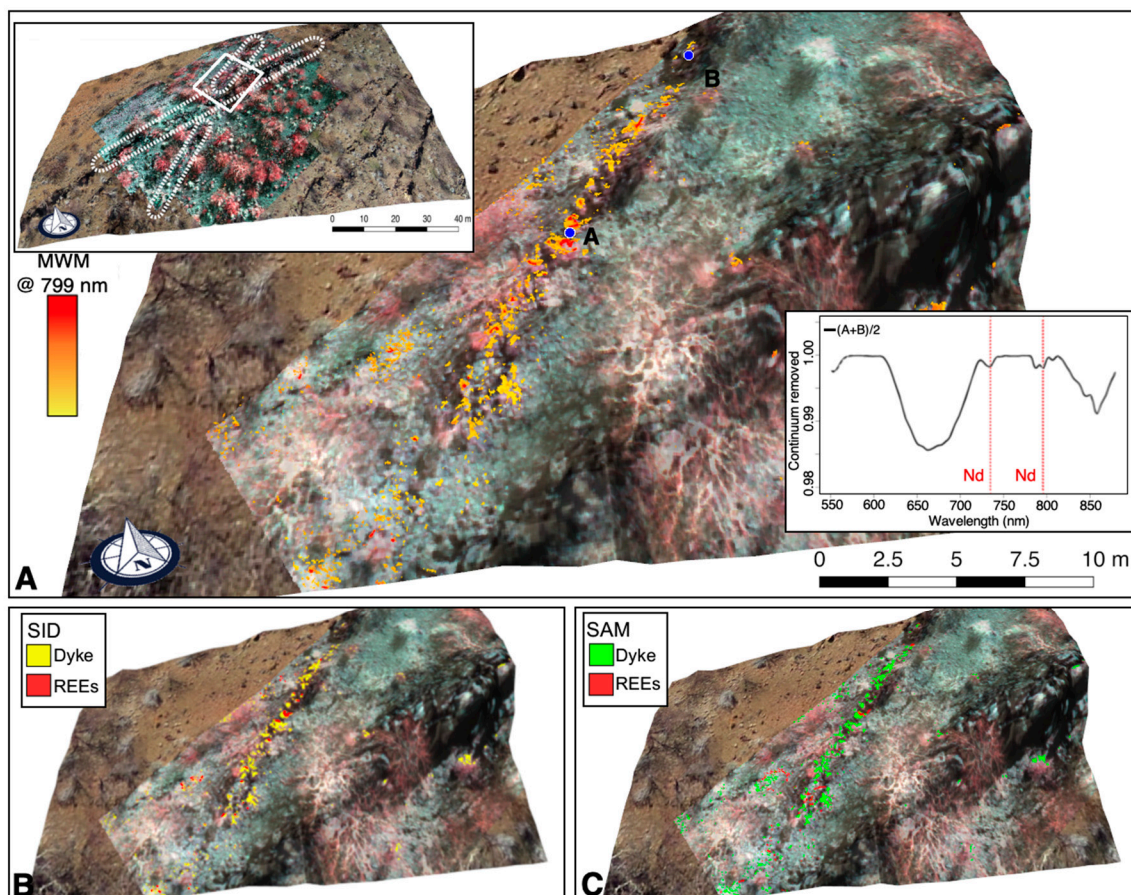 0 10 20 30 40 m
N
MWM
@ 799 nm
B
A
(A+B)/2
Continuum removed
1.00
0.99
0.98
Nd
Nd
550 600 650 700 750 800 850
Wavelength (nm)
0 2.5 5 7.5 10 m
N
A
SID
Dyke
REEs
B
SAM
Dyke
REEs
C